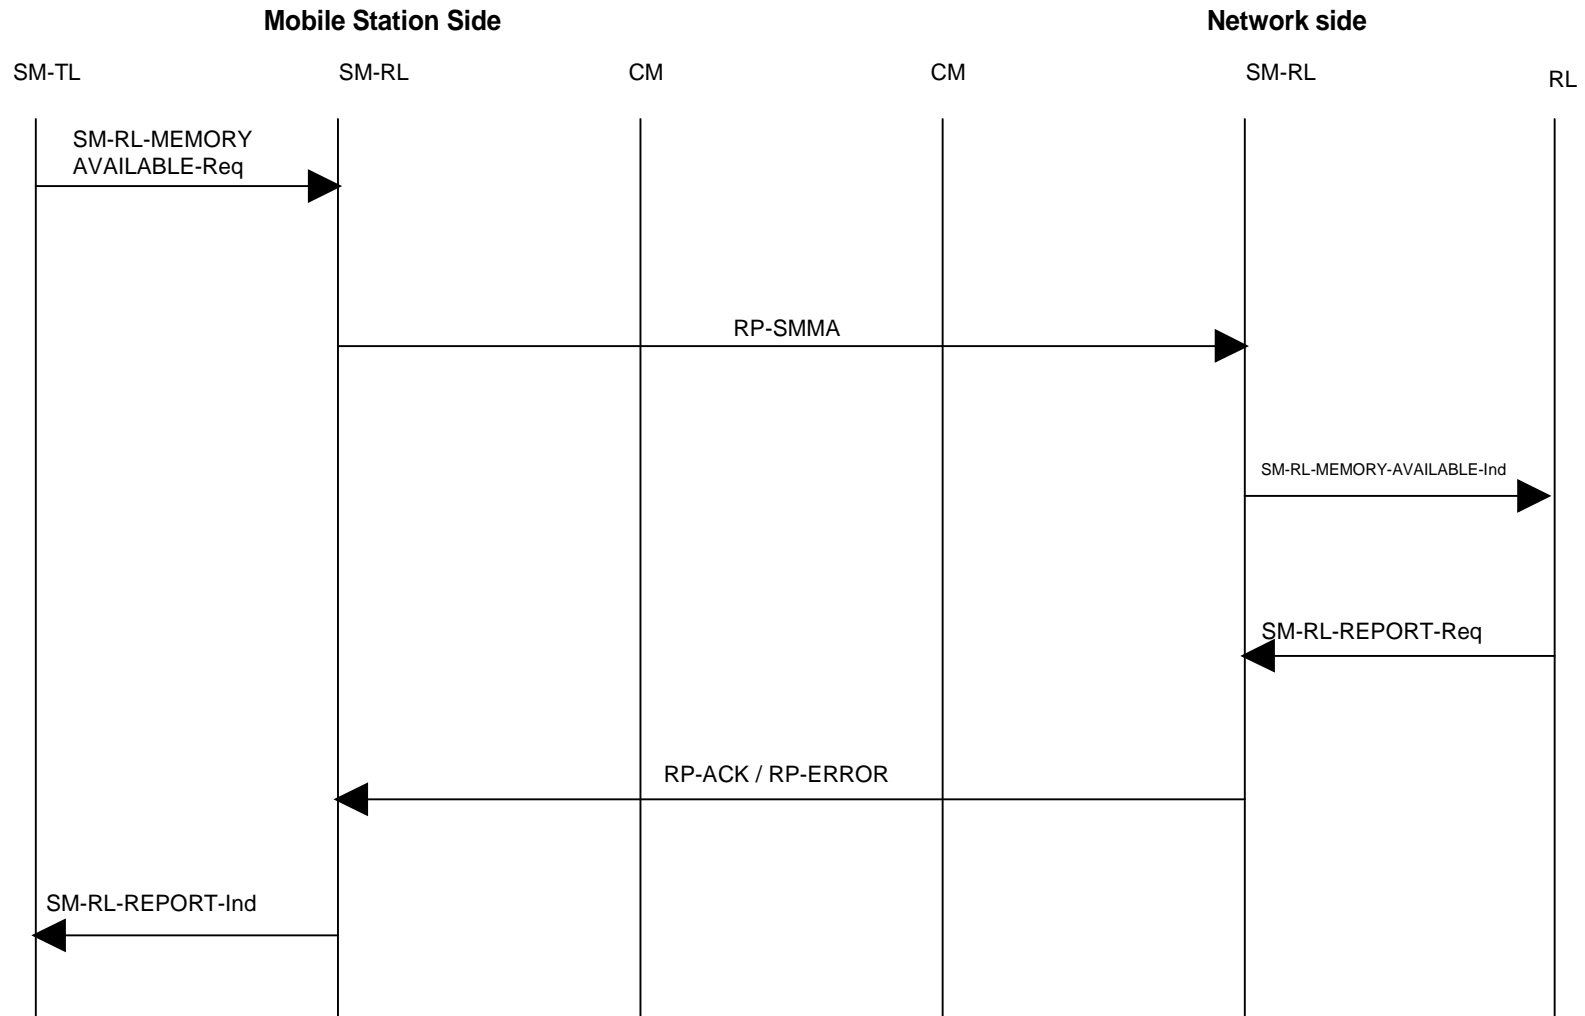 Mobile Station Side
Network side
SM-TL
SM-RL
CM
CM
SM-RL
RL
SM-RL-MEMORY
AVAILABLE-Req
RP-SMMA
SM-RL-MEMORY-AVAILABLE-Ind
SM-RL-REPORT-Req
RP-ACK / RP-ERROR
SM-RL-REPORT-Ind